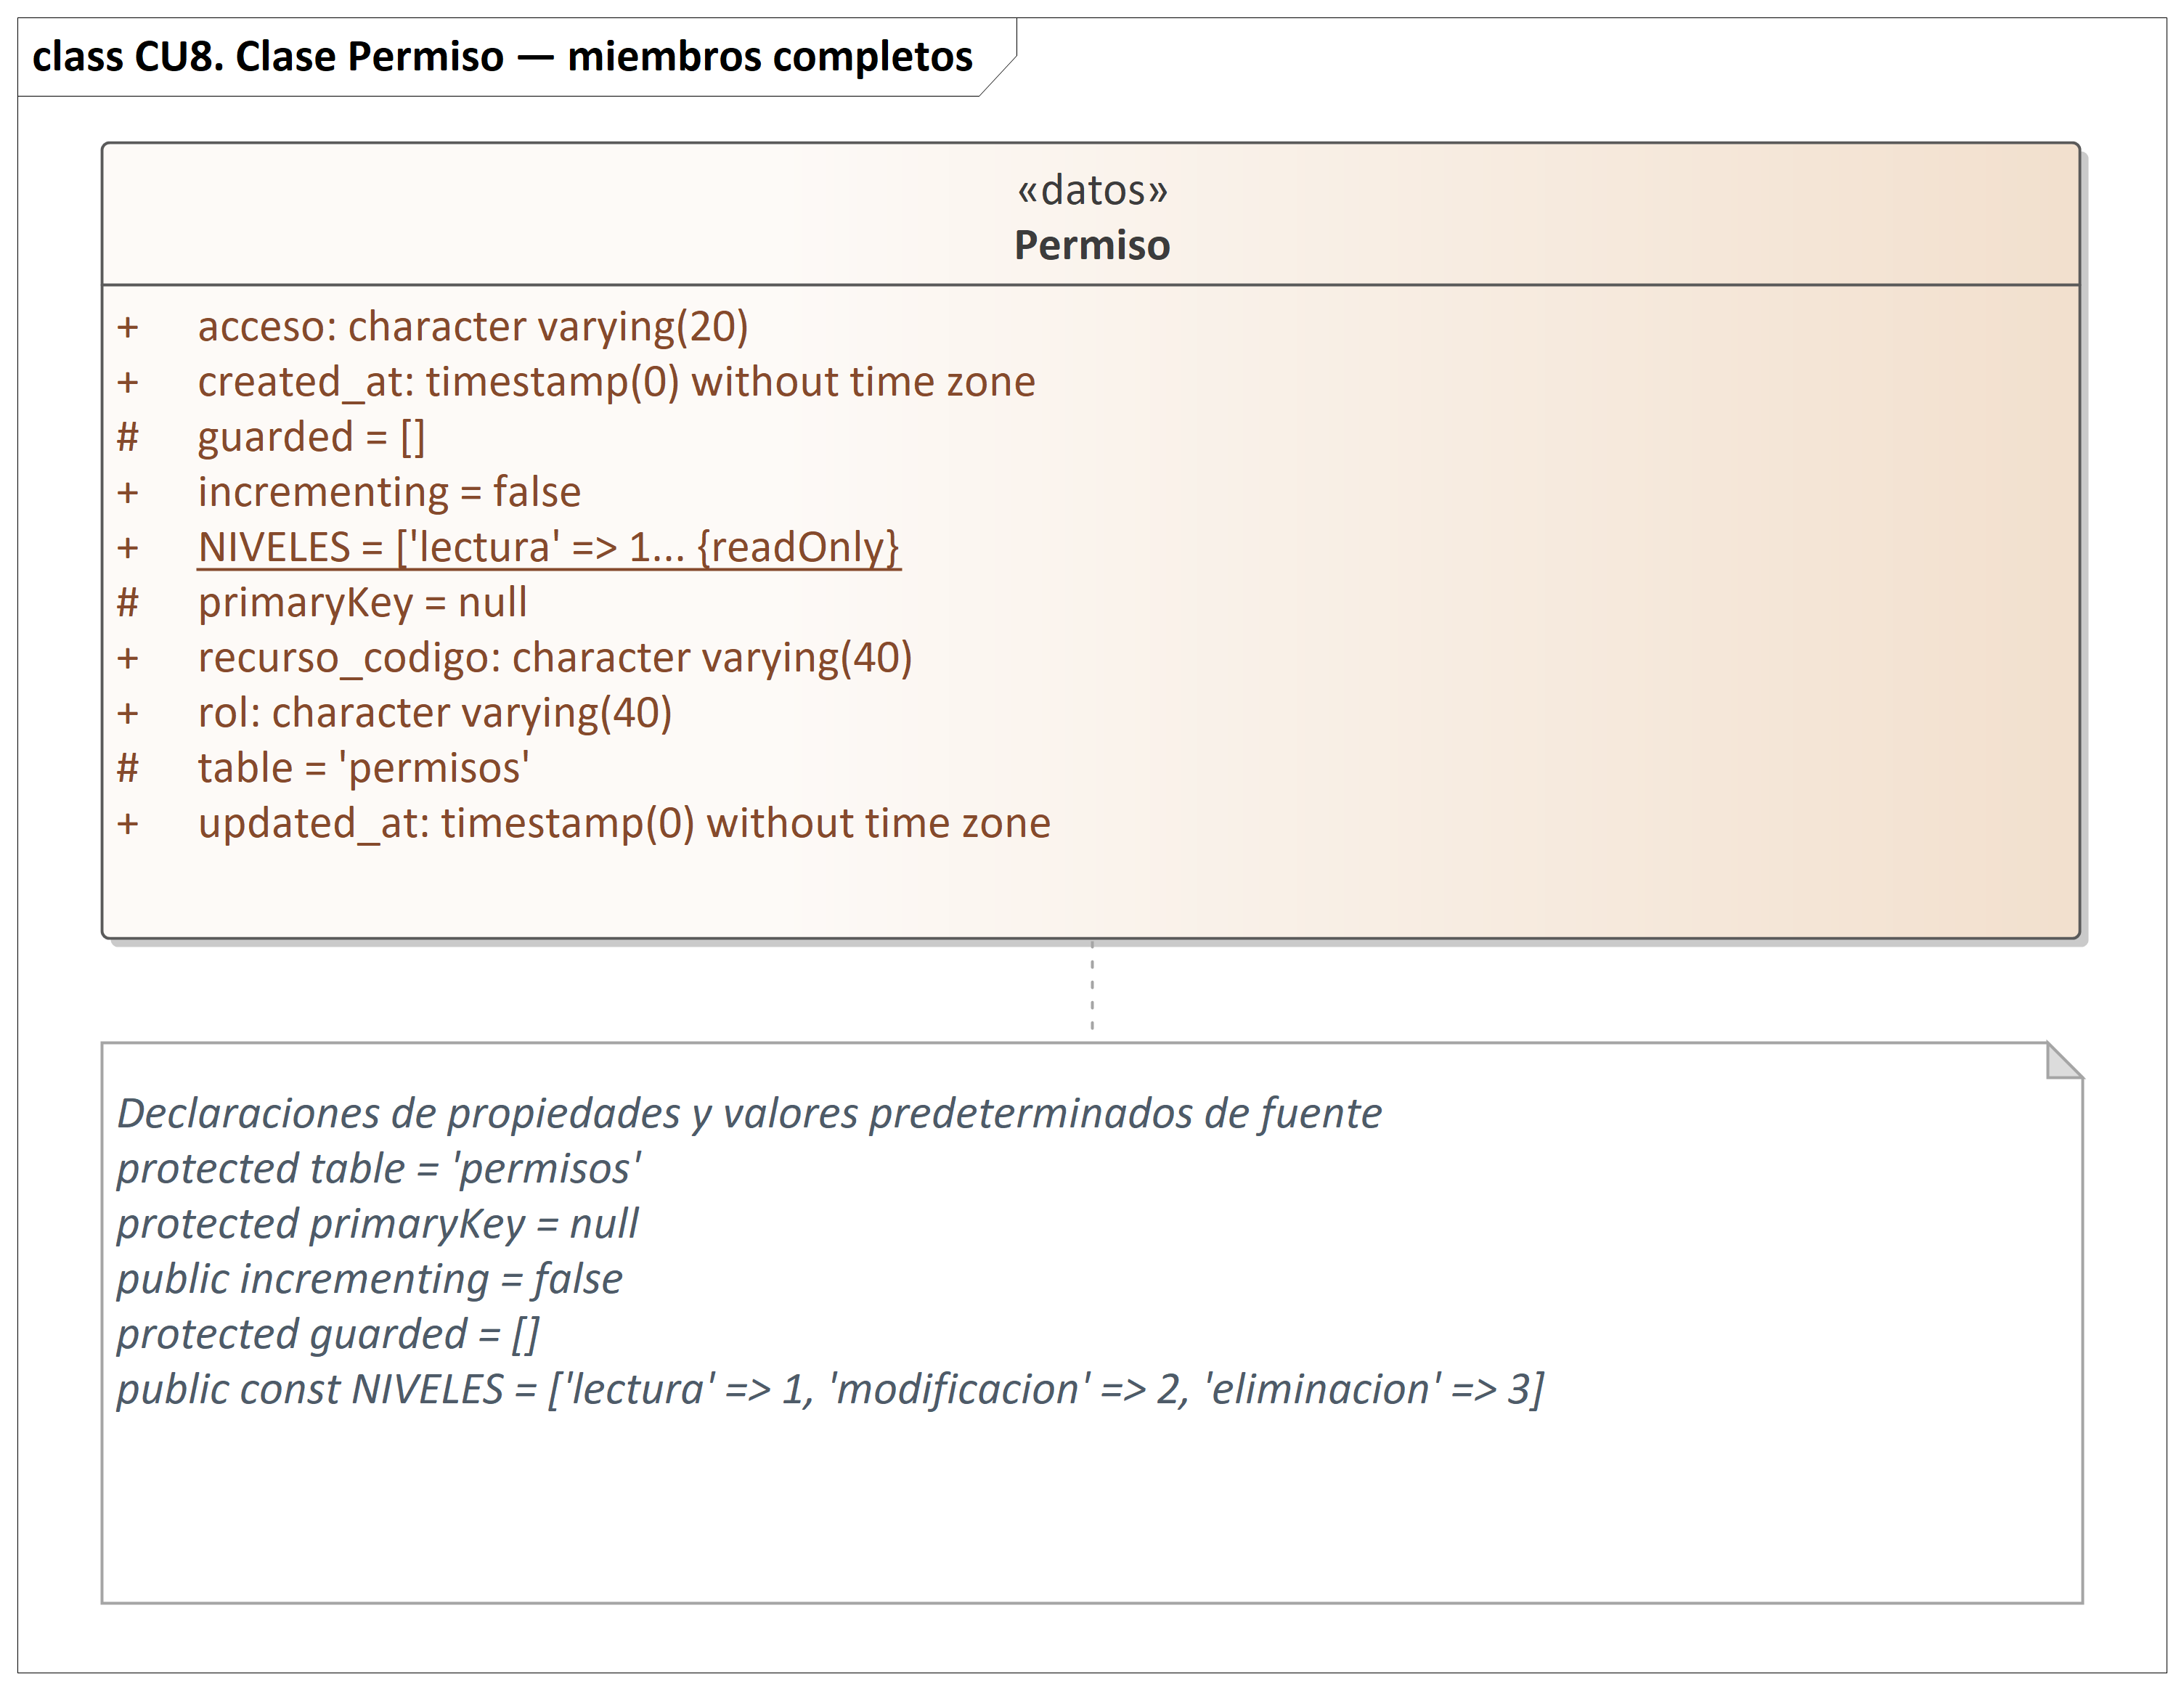 class CU8. Clase Permiso — miembros completos
«datos»
Permiso
+ acceso: character varying(20)
+ created_at: timestamp(0) without time zone
# guarded = []
+ incrementing = false
+ NIVELES = ['lectura' => 1... {readOnly}
# primaryKey = null
+ recurso_codigo: character varying(40)
+ rol: character varying(40)
# table = 'permisos'
+ updated_at: timestamp(0) without time zone
Declaraciones de propiedades y valores predeterminados de fuente
protected table = 'permisos'
protected primaryKey = null
public incrementing = false
protected guarded = []
public const NIVELES = ['lectura' => 1, 'modificacion' => 2, 'eliminacion' => 3]